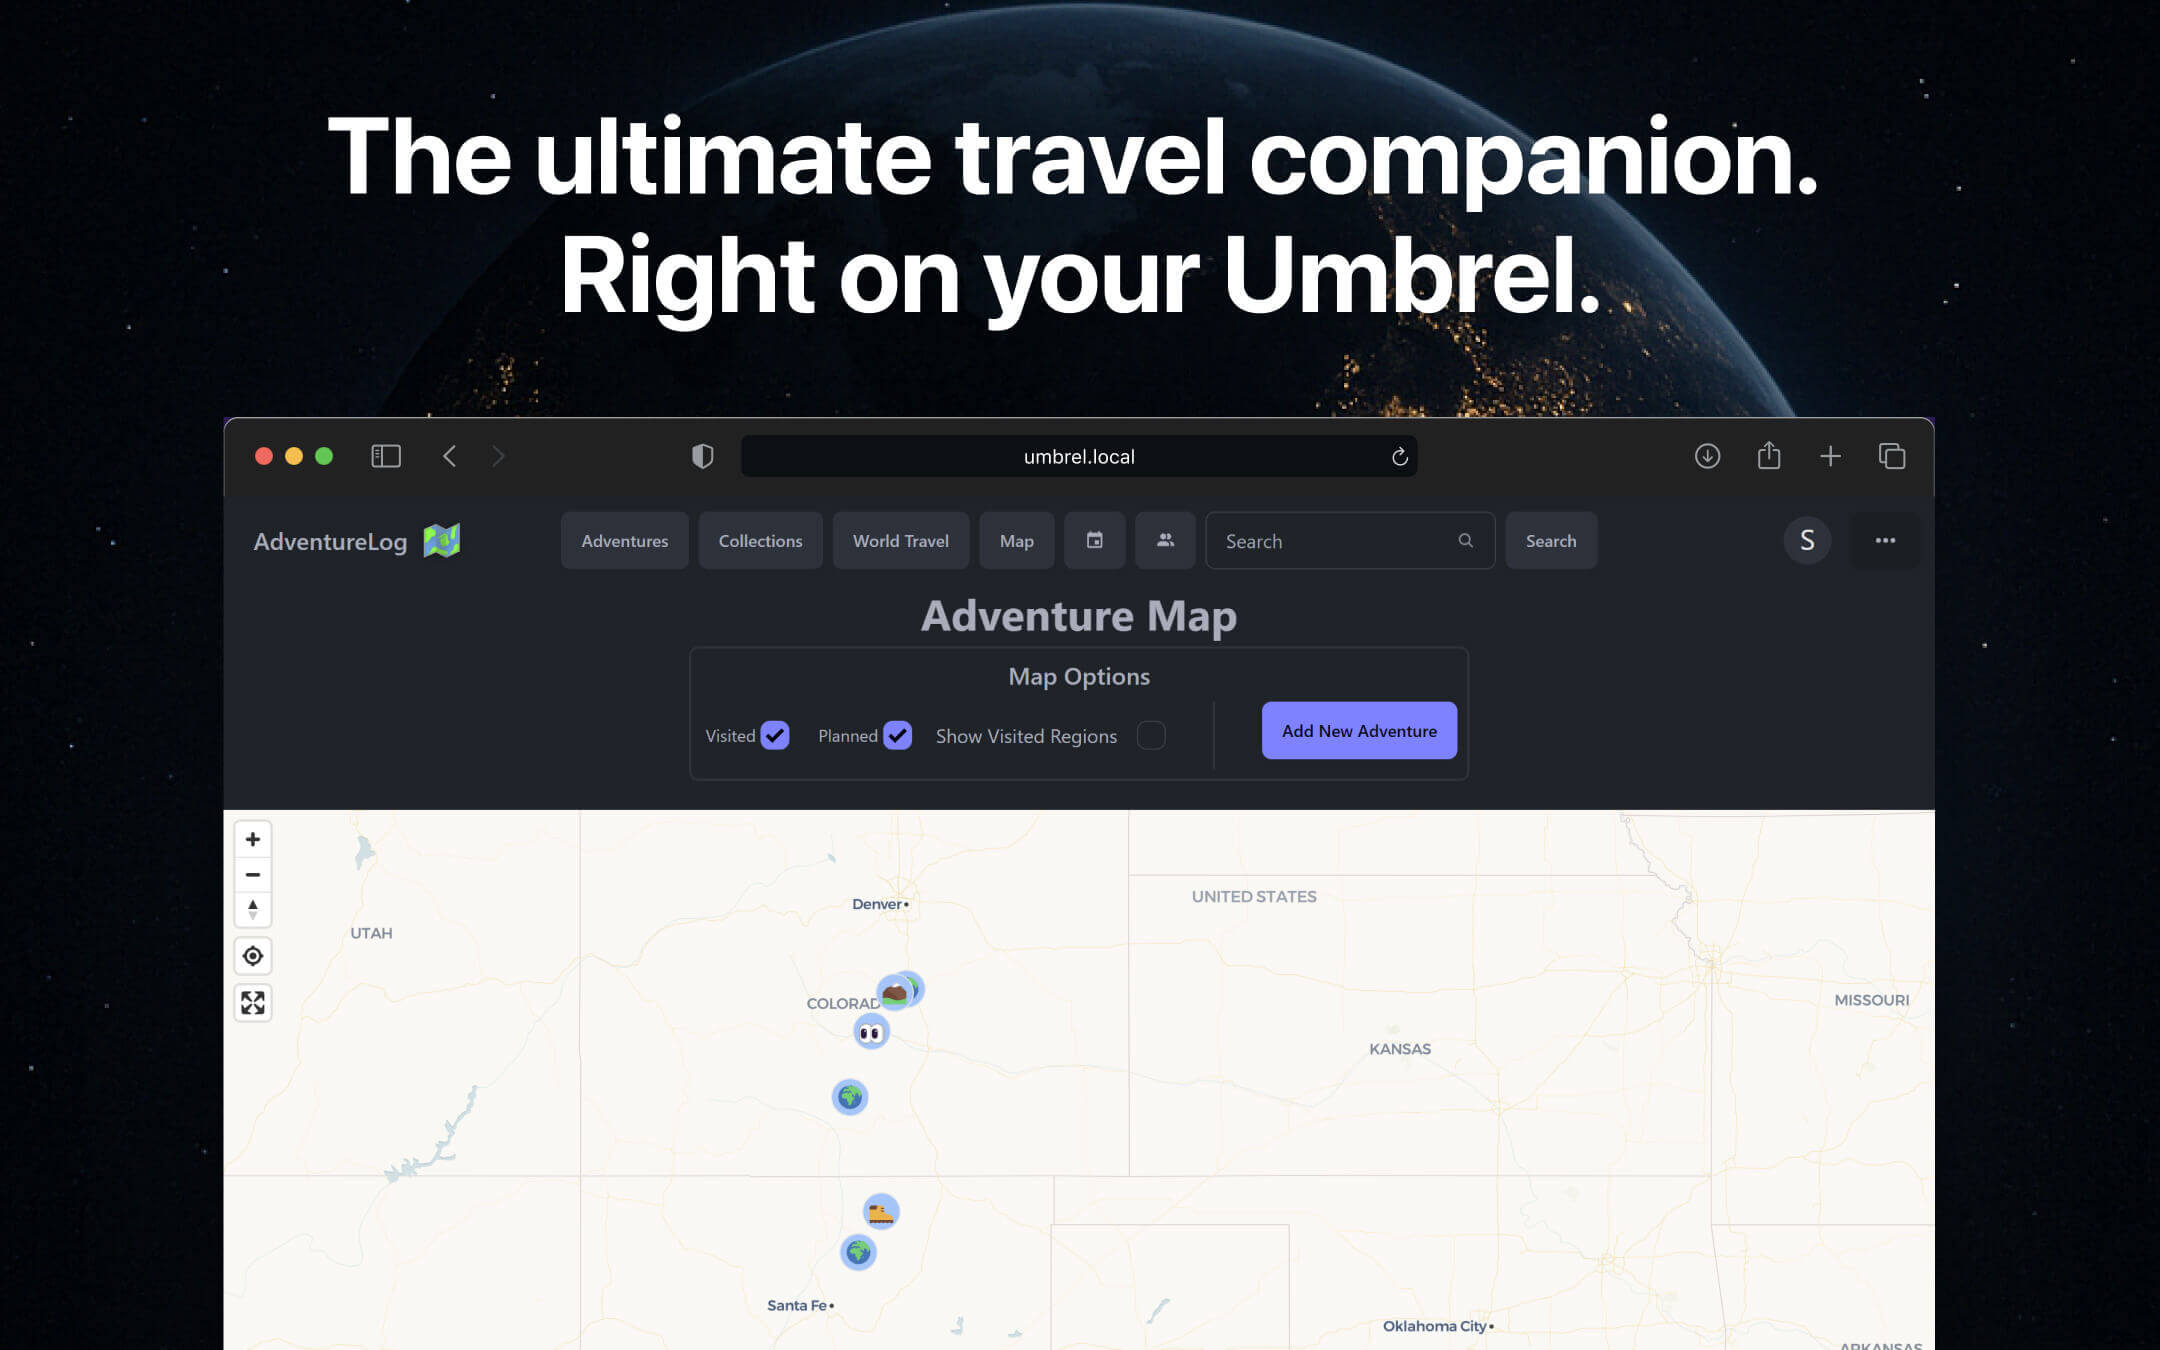 The ultimate travel companion.
Right on your Umbrel.
umbrel.local
AdventureLog
Adventures
Collections
World Travel
Map
Search
Search
S
Adventure Map
Map Options
Visited
Planned
Show Visited Regions
Add New Adventure
Denver
UNITED STATES
UTAH
COLORAD
MISSOURI
KANSAS
Santa Fe
Oklahoma City
ARKANSAS